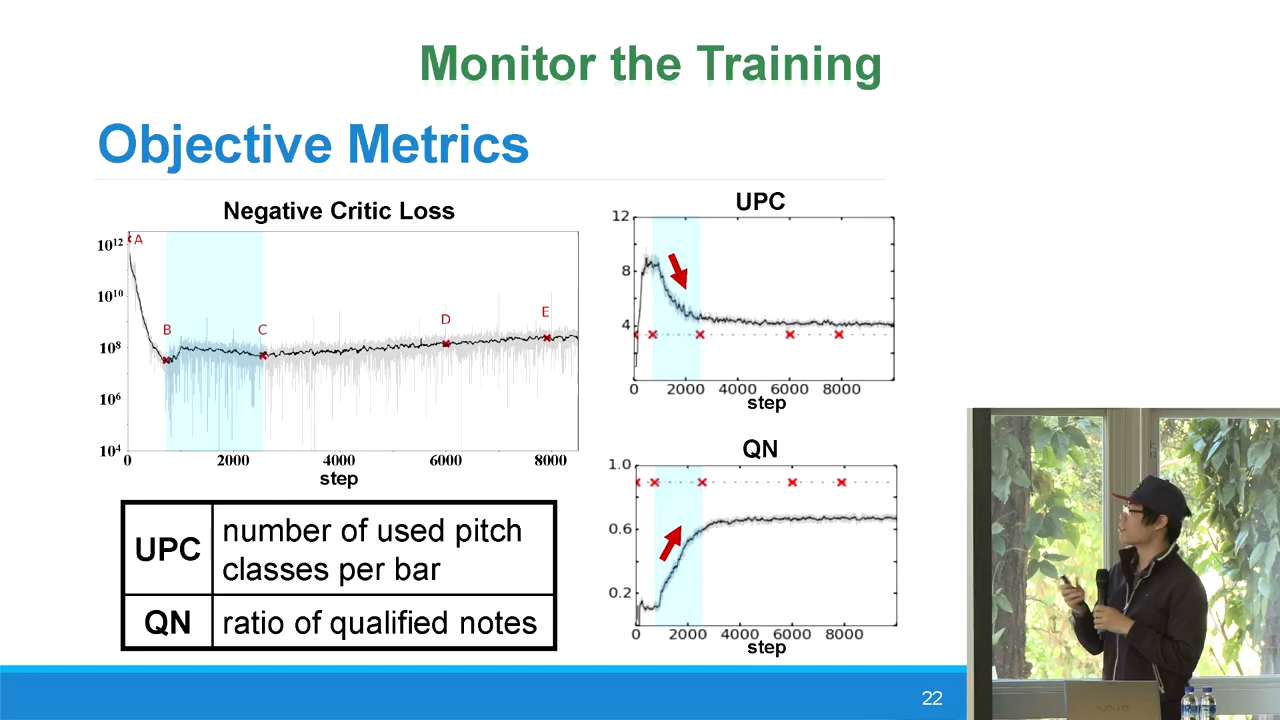 Monitor the Training
Objective Metrics
Negative Critic Loss
10¹²
10¹⁰
10⁸
10⁶
10⁴
A
B
C
D
E
0 2000 4000 6000 8000
step
UPC
12
8
4
0 2000 4000 6000 8000
step
QN
1.0
0.6
0.2
0 2000 4000 6000 8000
step
UPC
number of used pitch
classes per bar
QN
ratio of qualified notes
22
VAIO